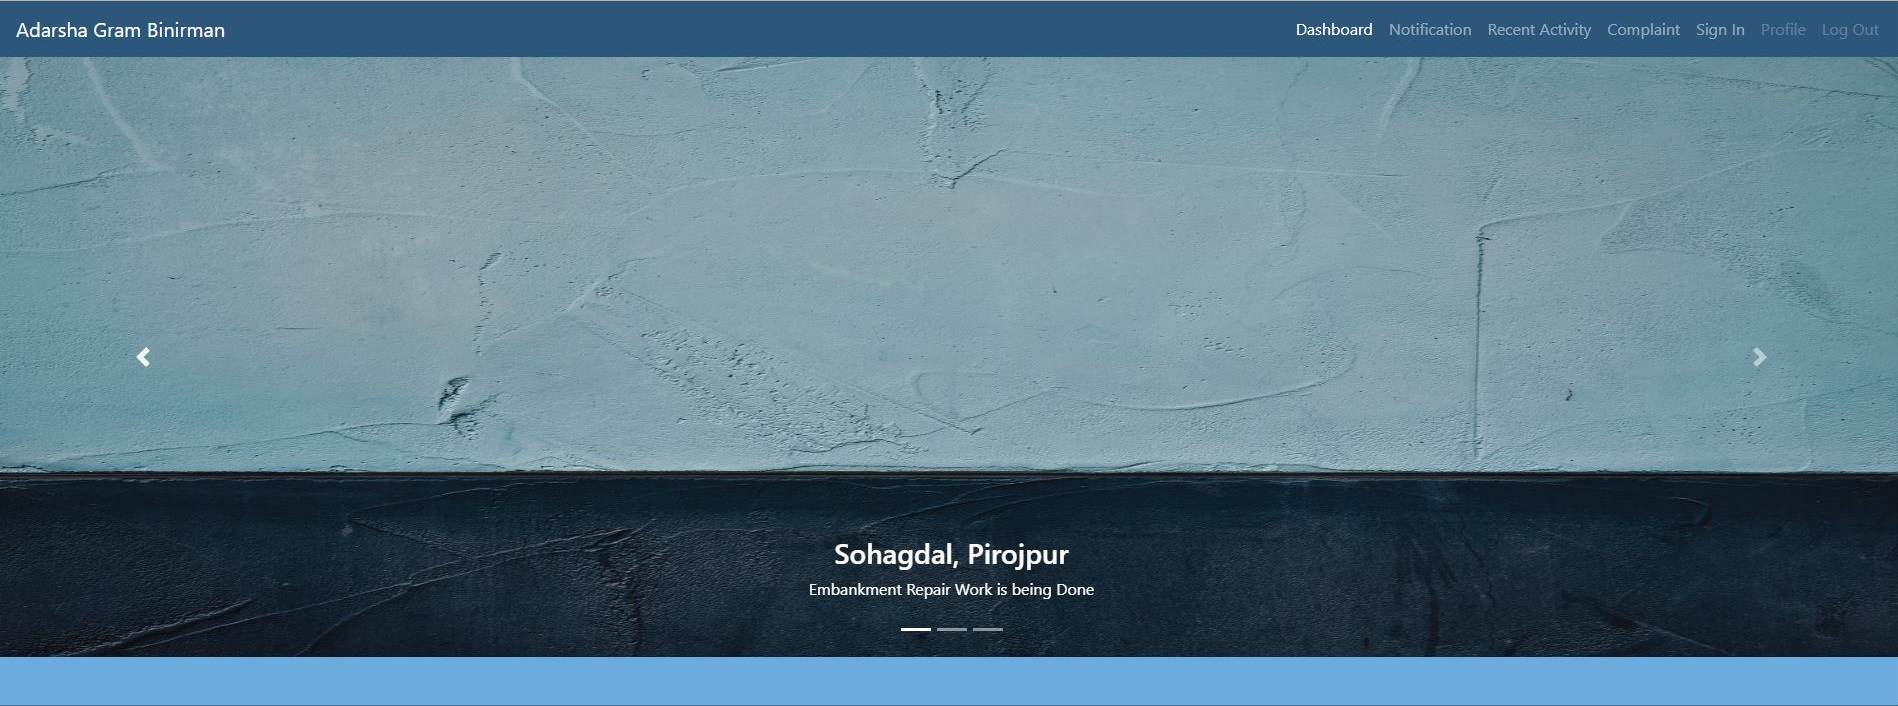 Adarsha Gram Binirman
Dashboard Notification Recent Activity Complaint Sign In Profile Log Out
Sohagdal, Pirojpur
Embankment Repair Work is being Done